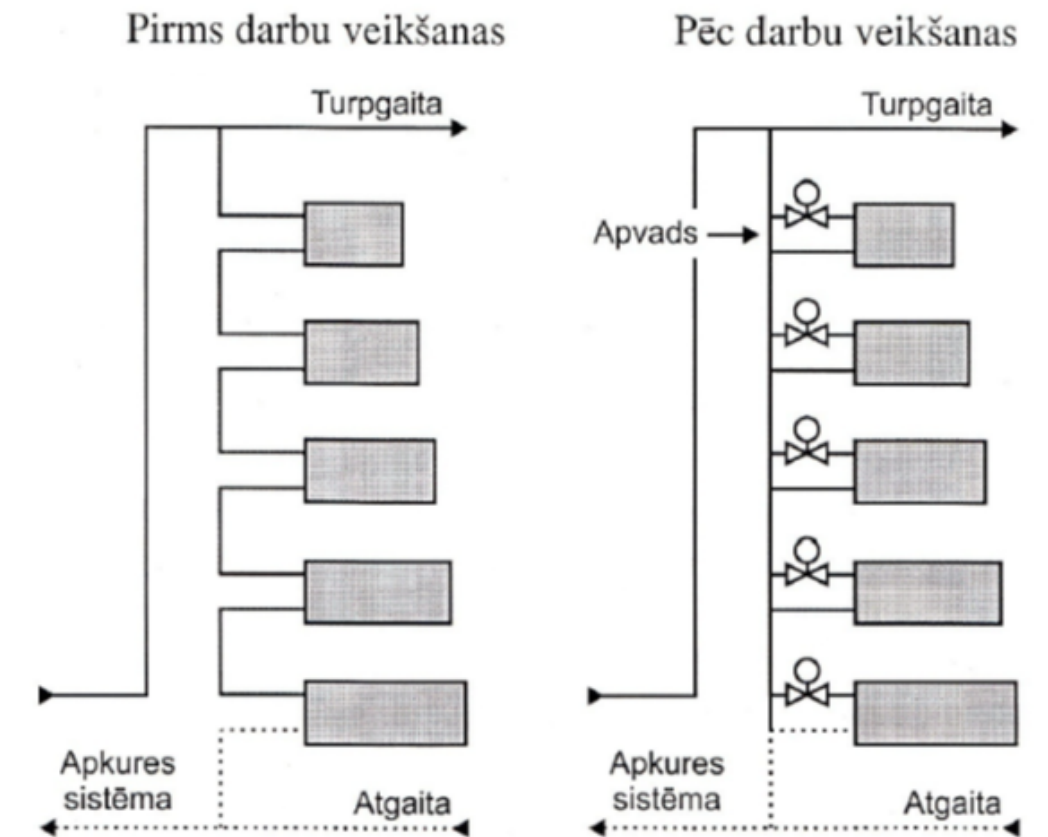 Pirms darbu veikšanas
Pēc darbu veikšanas
Turpgaita
Turpgaita
Apvads
Apkures
sistēma
Atgaita
Apkures
sistēma
Atgaita